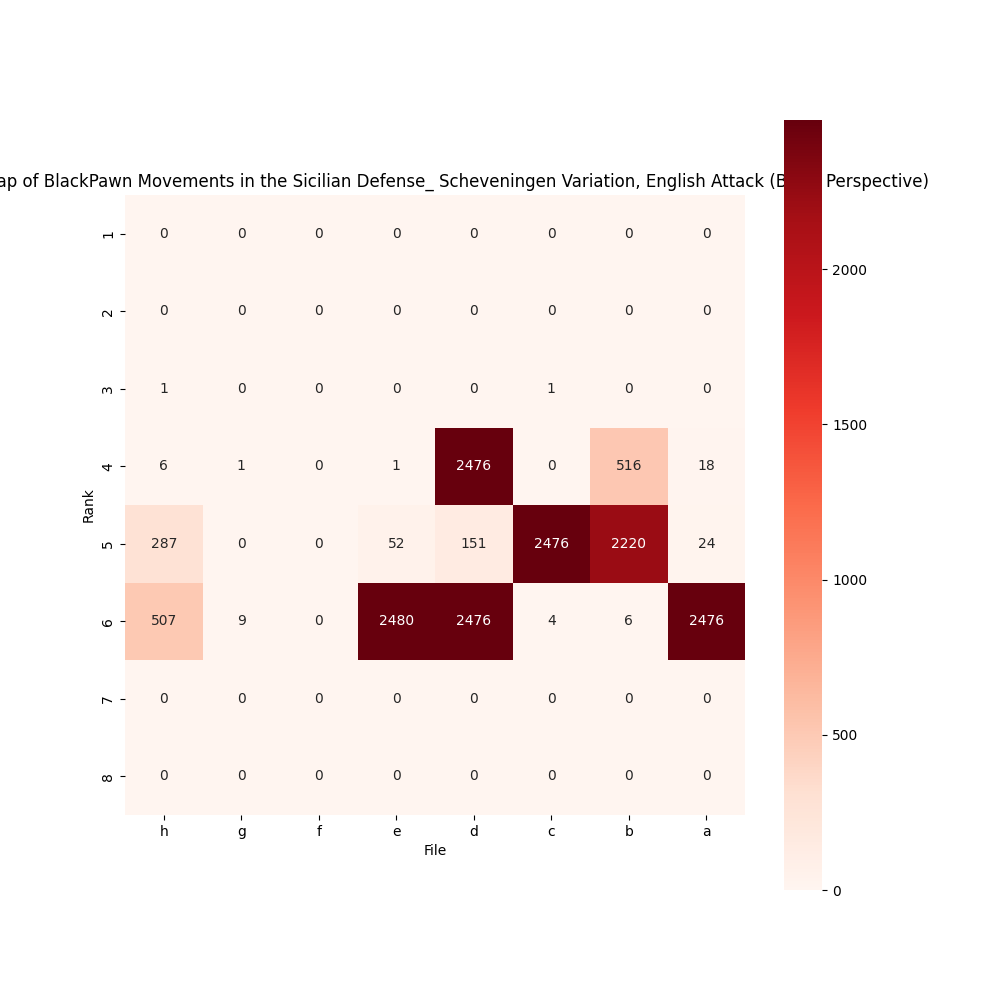 ap of BlackPawn Movements in the Sicilian Defense_ Scheveningen Variation, English Attack ( Perspective)
1 0 0 0 0 0 0 0 0
2 0 0 0 0 0 0 0 0
3 1 0 0 0 0 1 0 0
4 6 1 0 1 2476 0 516 18
5 287 0 0 52 151 2476 2220 24
6 507 9 0 2480 2476 4 6 2476
7 0 0 0 0 0 0 0 0
8 0 0 0 0 0 0 0 0
h g f e d c b a
File
Rank
2000
1500
1000
500
0